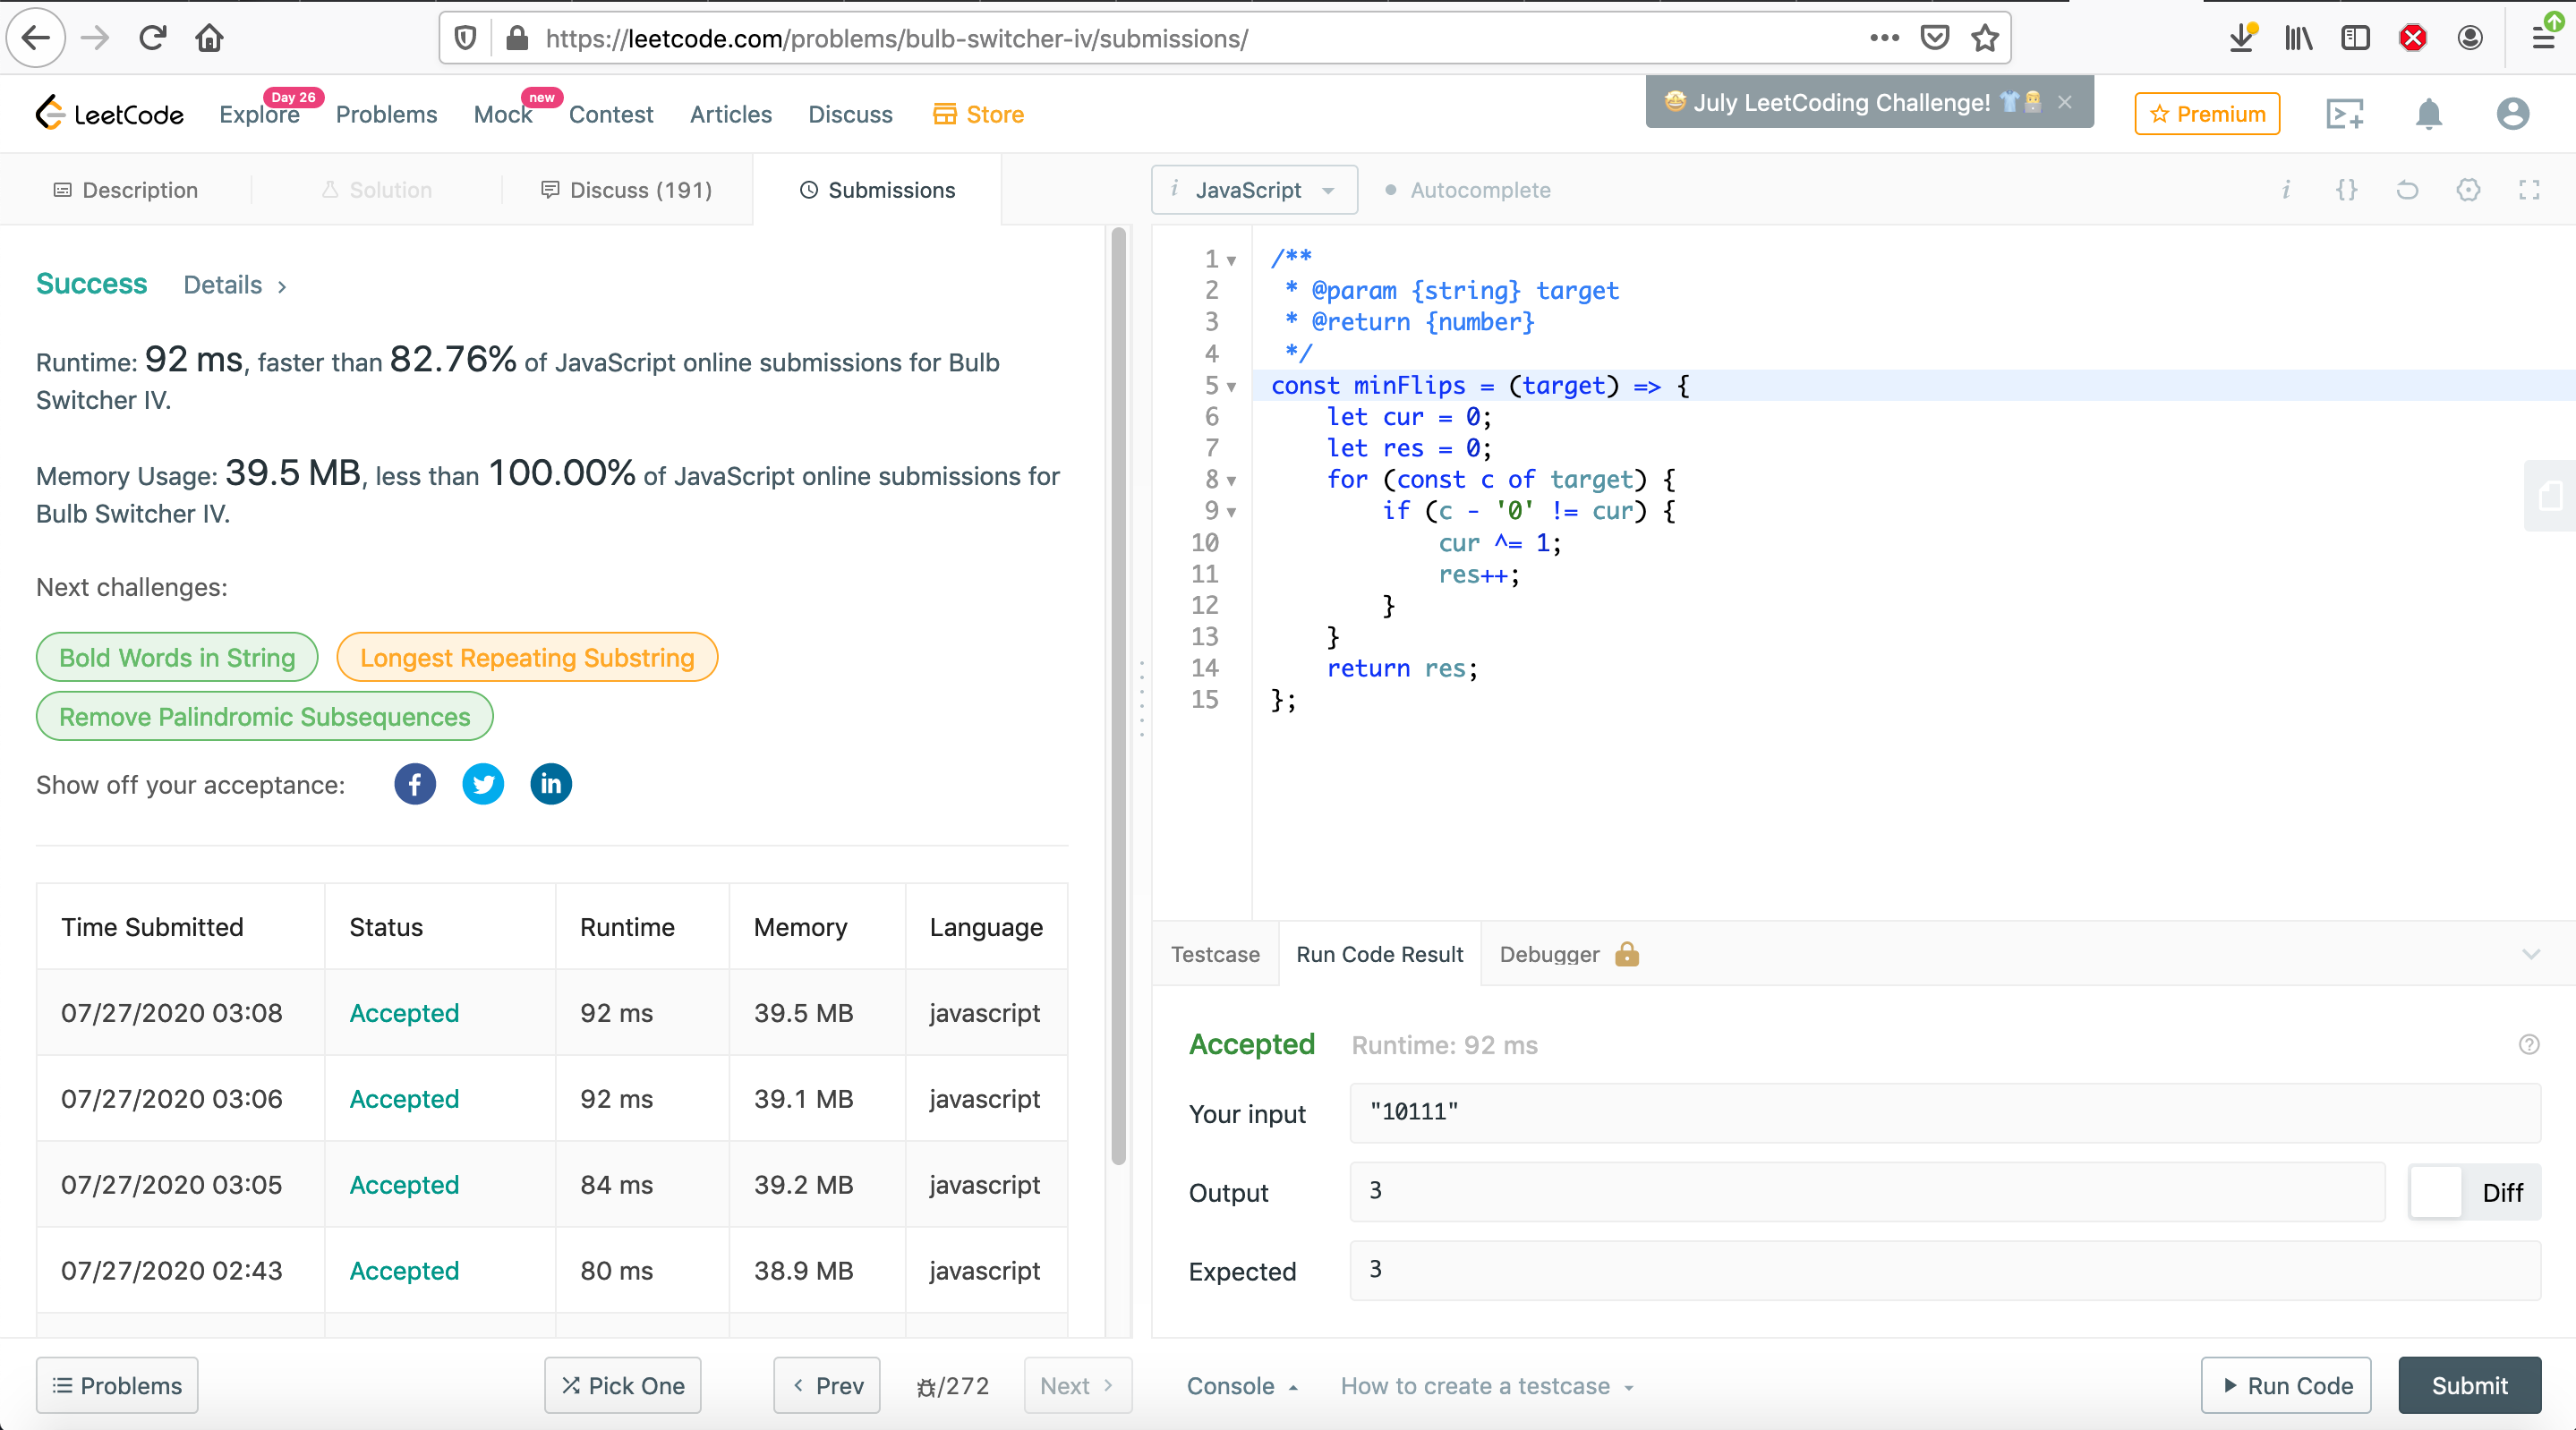 https://leetcode.com/problems/bulb-switcher-iv/submissions/
LeetCode
Explore
Day 26
Problems
Mock
new
Contest
Articles
Discuss
Store
July LeetCoding Challenge!
Premium
Description
Solution
Discuss (191)
Submissions
Success
Details
Runtime: 92 ms, faster than 82.76% of JavaScript online submissions for Bulb
Switcher IV.
Memory Usage: 39.5 MB, less than 100.00% of JavaScript online submissions for
Bulb Switcher IV.
Next challenges:
Bold Words in String
Longest Repeating Substring
Remove Palindromic Subsequences
Show off your acceptance:
Time Submitted Status Runtime Memory Language
07/27/2020 03:08 Accepted 92 ms 39.5 MB javascript
07/27/2020 03:06 Accepted 92 ms 39.1 MB javascript
07/27/2020 03:05 Accepted 84 ms 39.2 MB javascript
07/27/2020 02:43 Accepted 80 ms 38.9 MB javascript
Problems
Pick One
Prev
/272
Next
i JavaScript
Autocomplete
i {}
1 /**
2 * @param {string} target
3 * @return {number}
4 */
5 const minFlips = (target) => {
6 let cur = 0;
7 let res = 0;
8 for (const c of target) {
9 if (c - '0' != cur) {
10 cur ^= 1;
11 res++;
12 }
13 }
14 return res;
15 };
Testcase
Run Code Result
Debugger
Accepted
Runtime: 92 ms
Your input
"10111"
Output
3
Diff
Expected
3
Console
How to create a testcase
Run Code
Submit